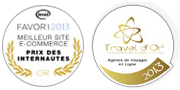 FAVOR'I 2013
MEILLEUR SITE
E-COMMERCE
PRIX DES
INTERNAUTES
OR
Travel d'Or
Agence de Voyages
en Ligne
2013